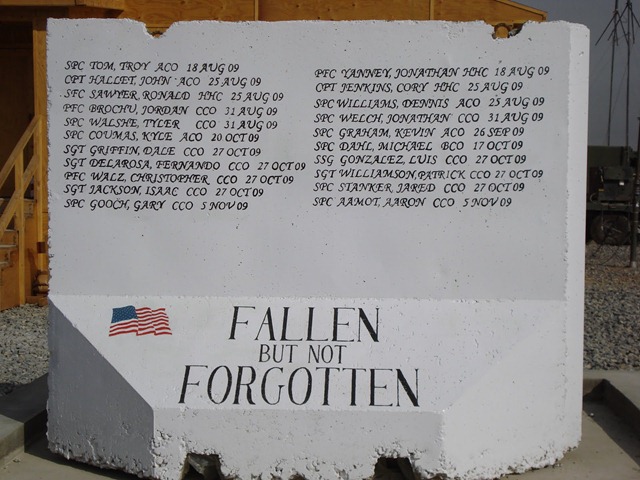 SPC TOM, TROY ACO 18 AUG 09
CPT HALLET, JOHN ACO 25 AUG 09
SFC SAWYER, RONALD HHC 25 AUG 09
PFC BROCHU, JORDAN CCO 31 AUG 09
SPC WALSHE, TYLER CCO 31 AUG 09
SPC COUMAS, KYLE ACO 20 OCT 09
SGT GRIFFIN, DALE CCO 27 OCT 09
SGT DELAROSA, FERNANDO CCO 27 OCT 09
PFC WALZ, CHRISTOPHER CCO 27 OCT 09
SGT JACKSON, ISAAC CCO 27 OCT 09
SPC GOOCH, GARY CCO 5 NOV 09
PFC YANNEY, JONATHAN HHC 18 AUG 09
CPT JENKINS, CORY HHC 25 AUG 09
SPC WILLIAMS, DENNIS ACO 25 AUG 09
SPC WELCH, JONATHAN CCO 31 AUG 09
SPC GRAHAM, KEVIN ACO 26 SEP 09
SPC DAHL, MICHAEL BCO 17 OCT 09
SSG GONZALEZ, LUIS CCO 27 OCT 09
SGT WILLIAMSON, PATRICK CCO 27 OCT 09
SPC STANKER, JARED CCO 27 OCT 09
SPC AAMOT, AARON CCO 5 NOV 09
FALLEN
BUT NOT
FORGOTTEN